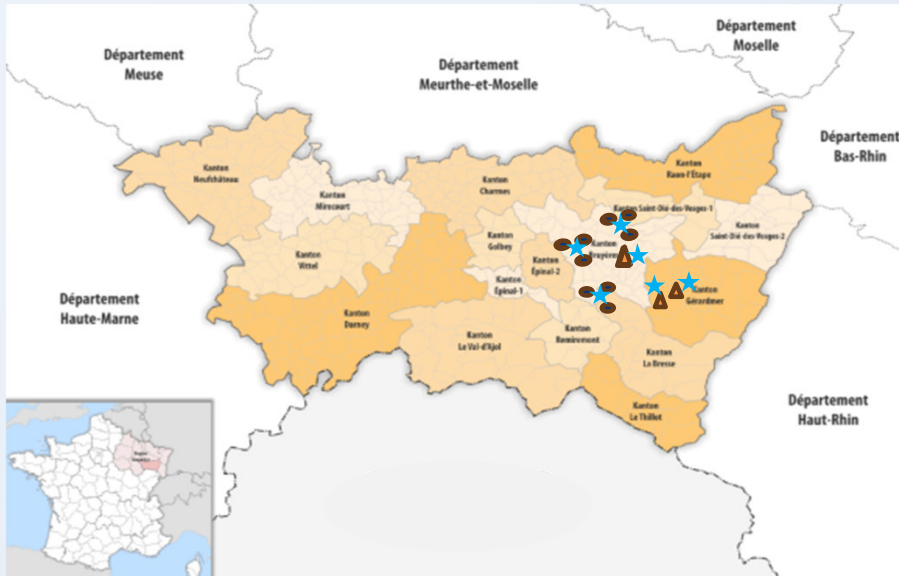 Département
Moselle
Département
Meuse
Département
Meurthe-et-Moselle
Département
Bas-Rhin
Kanton
Neufchâteau
Kanton
Mirecourt
Kanton
Charmes
Kanton
Raon-l'Étape
Kanton Saint-Dié-des-Vosges-1
Kanton
Saint-Dié-des-Vosges-2
Kanton
Vittel
Kanton
Golbey
Kanton
Épinal-2
Kanton
Kanton
Épinal-1
Kanton
Gérardmer
Département
Haute-Marne
Kanton
Darney
Kanton
Le Val-d'Ajol
Kanton
Remiremont
Kanton
La Bresse
Kanton
Le Thillot
Département
Haut-Rhin